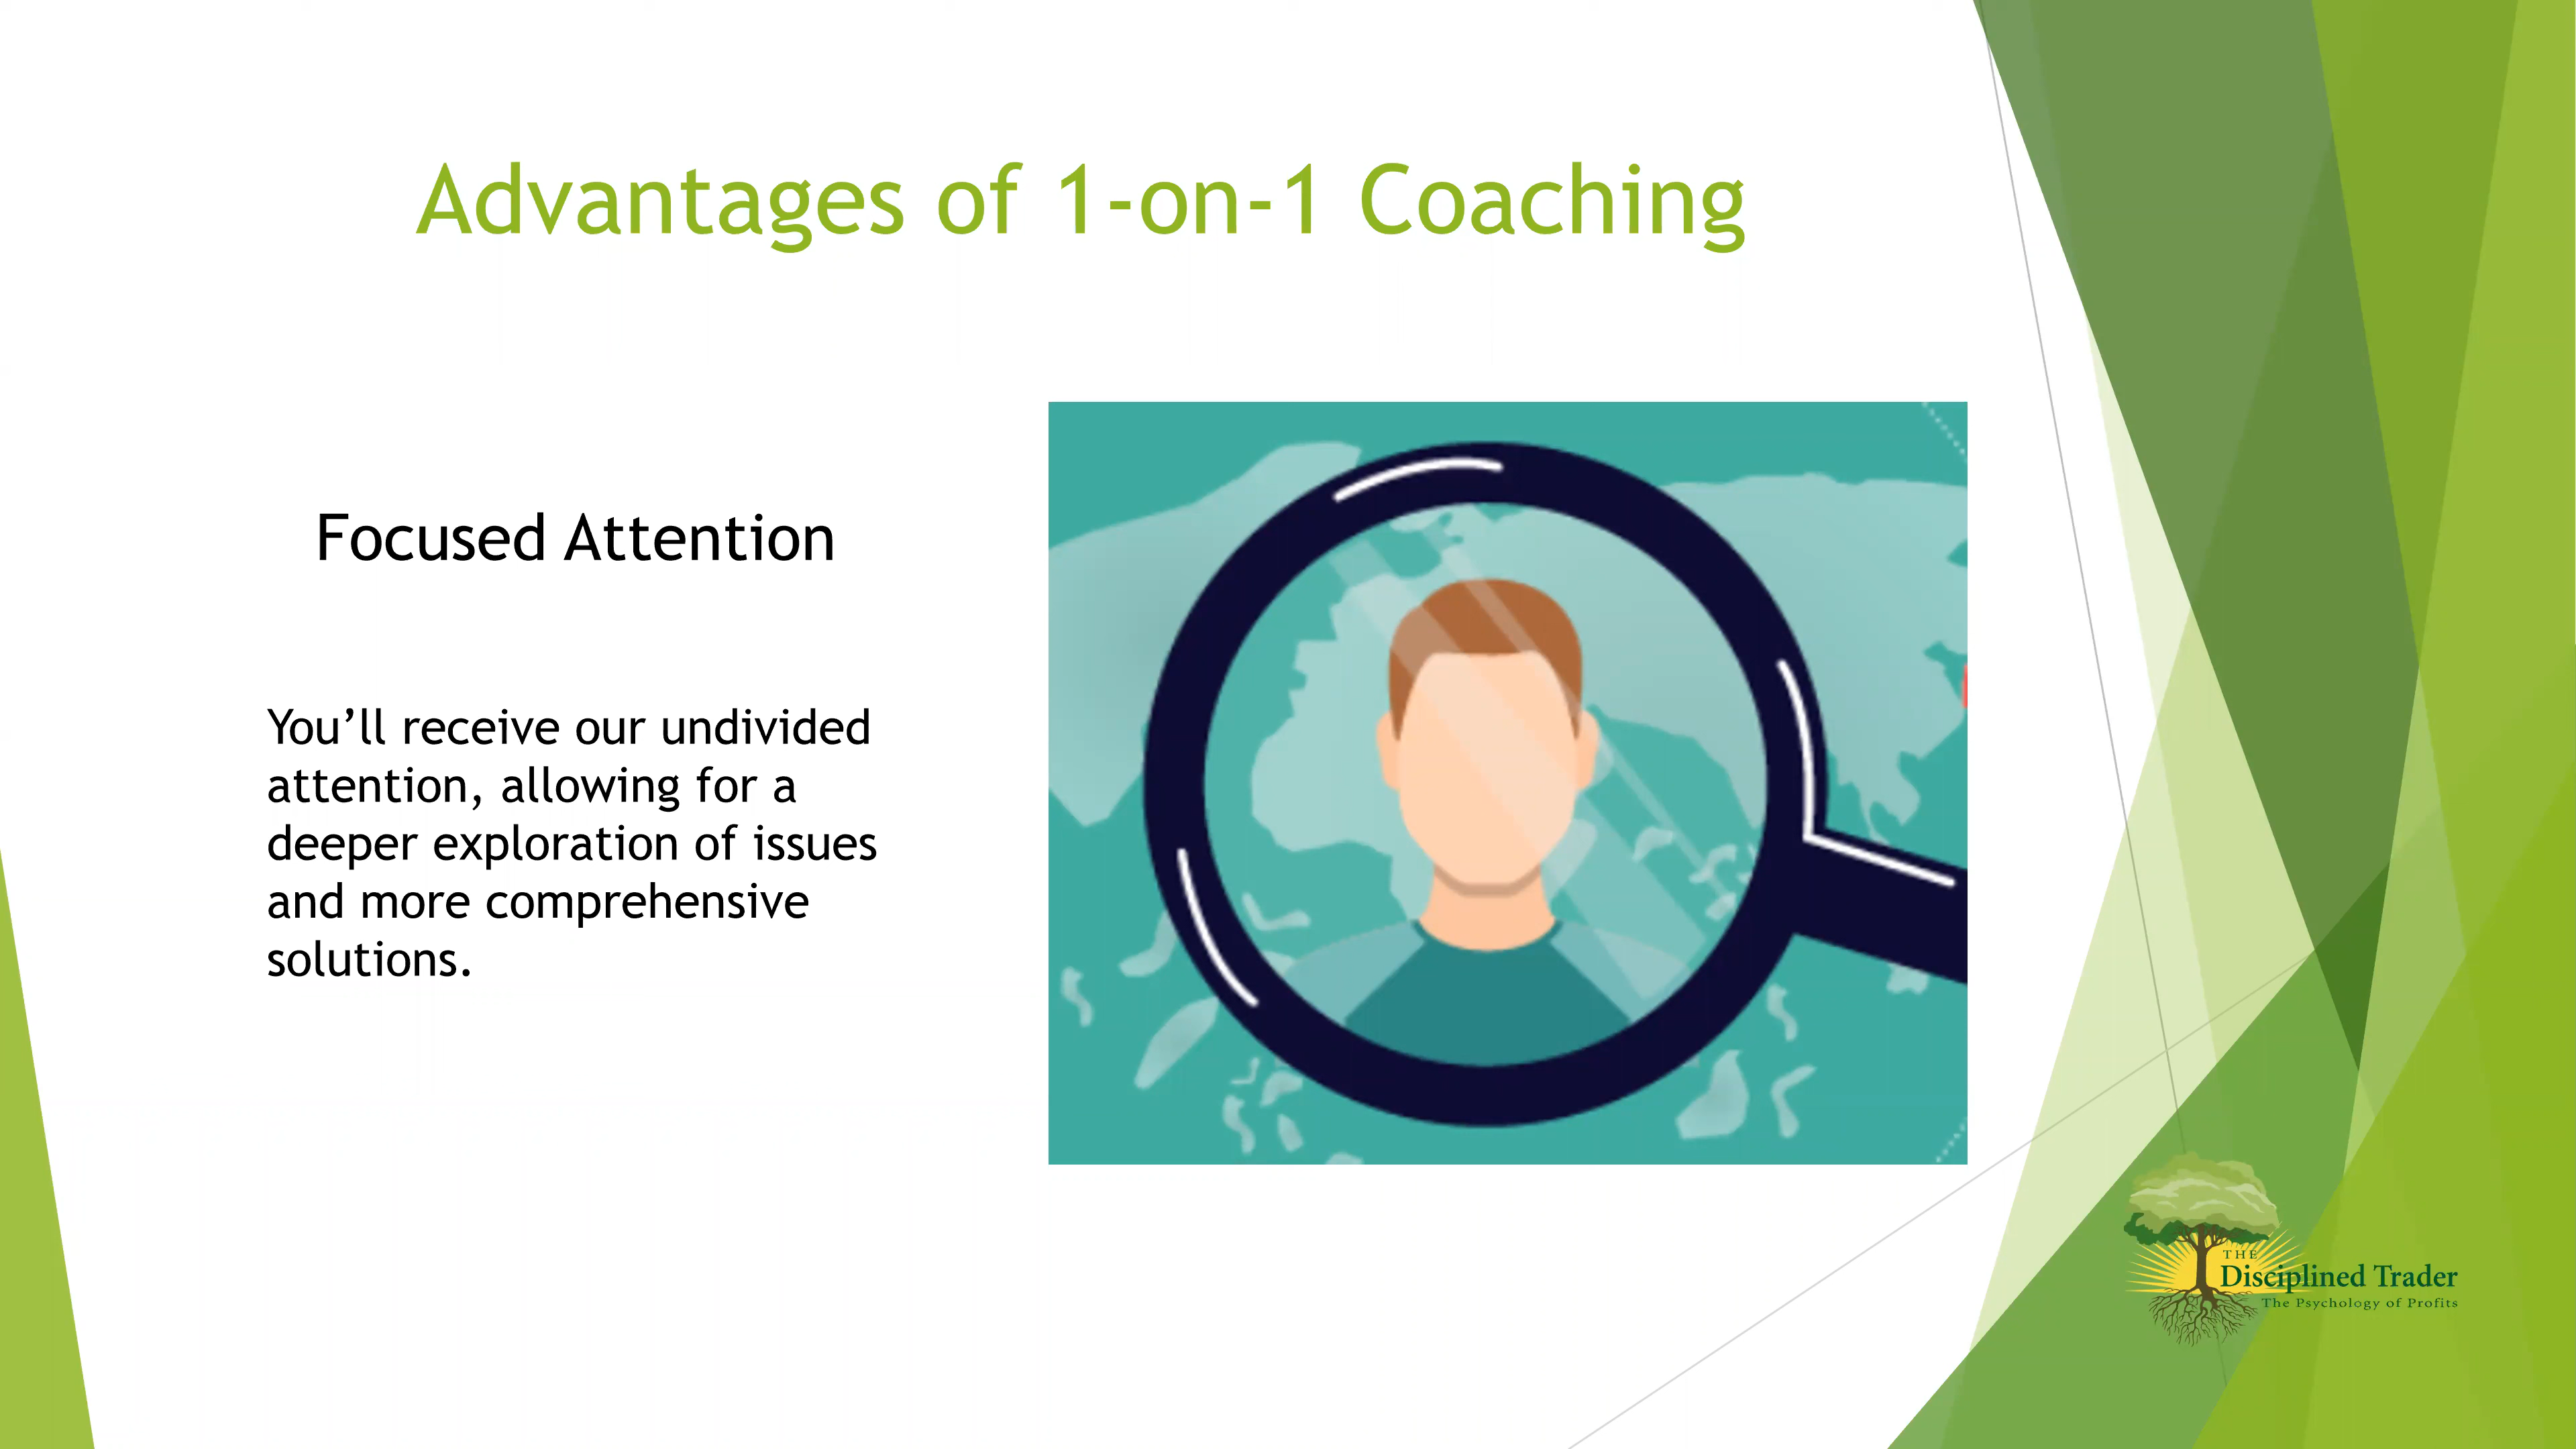 Advantages of 1-on-1 Coaching
Focused Attention
You’ll receive our undivided
attention, allowing for a
deeper exploration of issues
and more comprehensive
solutions.
THE
Disciplined Trader
The Psychology of Profits